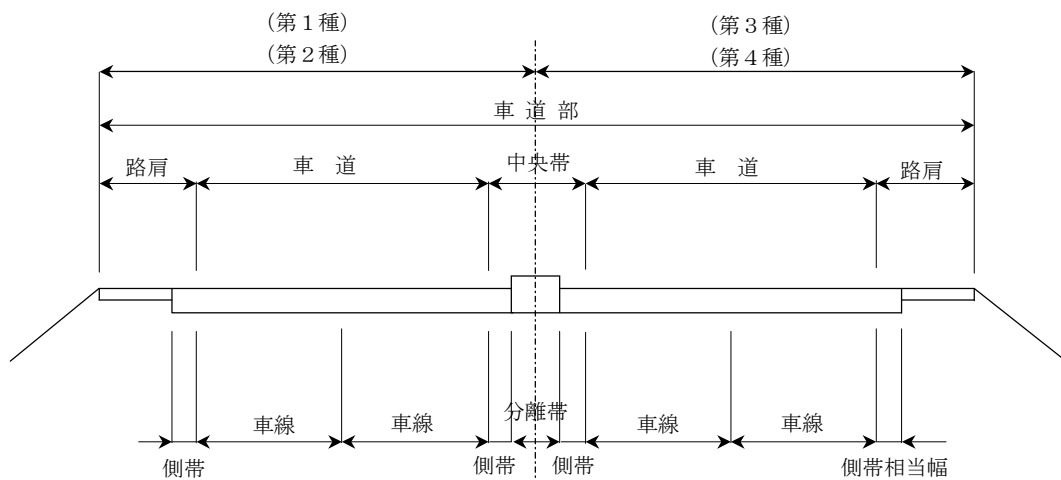 (第1種)
(第2種)
(第3種)
(第4種)
車 道 部
路肩 車 道 中央帯 車 道 路肩
車線 車線 分離帯 車線 車線
側帯 側帯 側帯 側帯相当幅